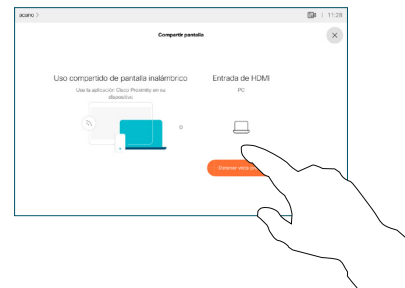 acano >
11:28
Compartir pantalla
Uso compartido de pantalla inalámbrico
Entrada de HDMI
Use la aplicación Cisco Proximity en su
dispositivo
PC
o
Detener vista